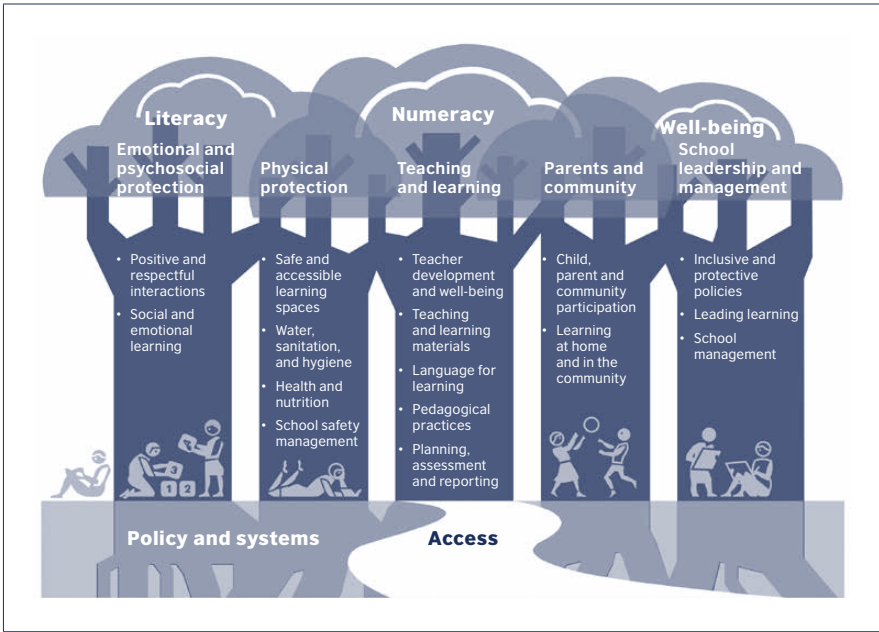 Literacy
Numeracy
Well-being
Emotional and
psychosocial
protection
Physical
protection
Teaching
and learning
Parents and
community
School
leadership and
management
• Positive and
respectful
interactions
• Social and
emotional
learning
• Safe and
accessible
learning
spaces
• Water,
sanitation,
and hygiene
• Health and
nutrition
• School safety
management
• Teacher
development
and well-being
• Teaching
and learning
materials
• Language for
learning
• Pedagogical
practices
• Planning,
assessment
and reporting
• Child,
parent and
community
participation
• Learning
at home
and in the
community
• Inclusive and
protective
policies
• Leading learning
• School
management
3
1 2
Policy and systems
Access